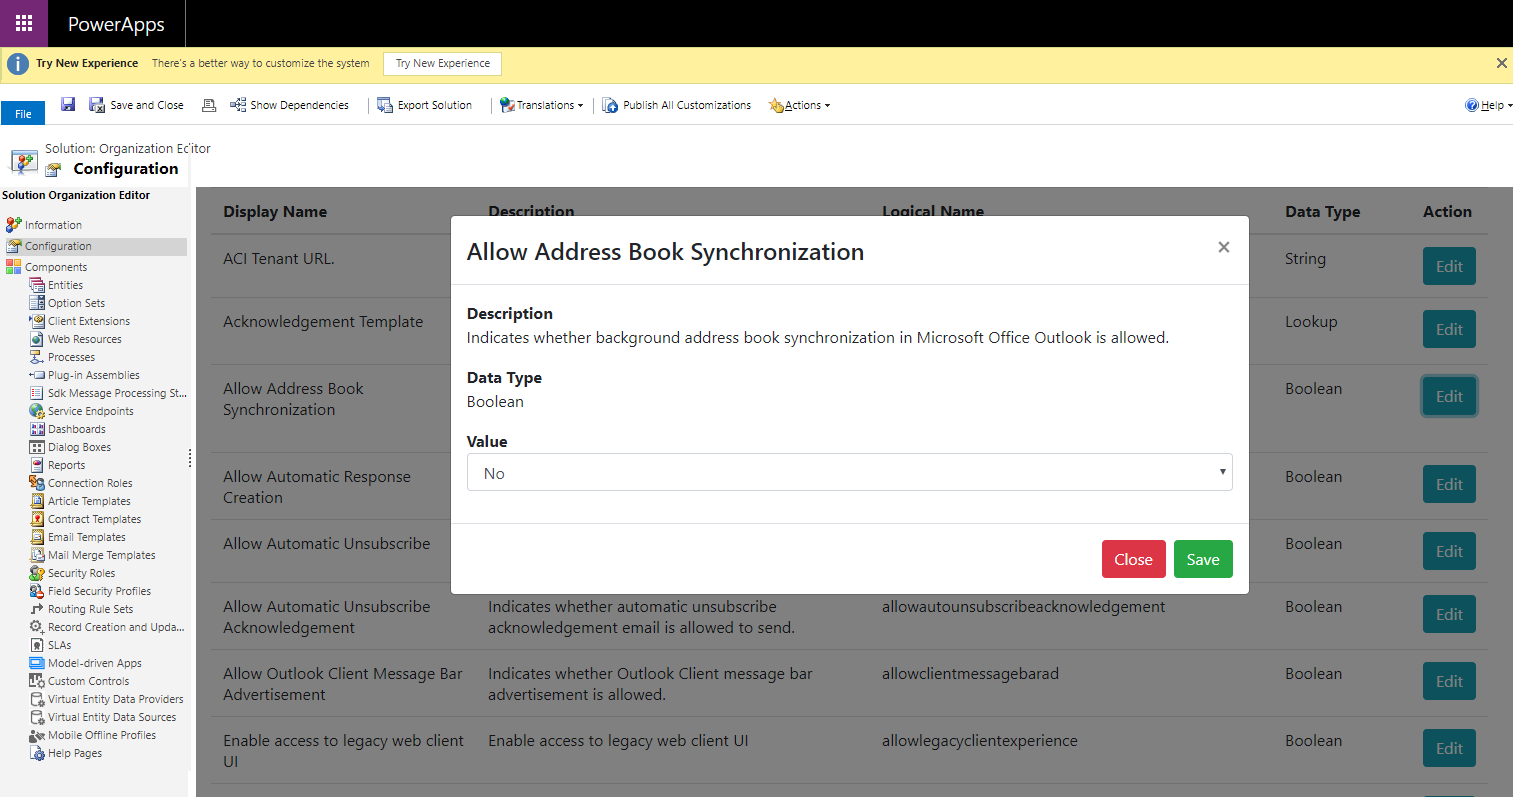 PowerApps
Try New Experience There's a better way to customize the system Try New Experience
File Save and Close Show Dependencies Export Solution Translations Publish All Customizations Actions Help
Solution: Organization Editor
Configuration
Solution Organization Editor
Information
Configuration
Components
Entities
Option Sets
Client Extensions
Web Resources
Processes
Plug-in Assemblies
Sdk Message Processing St...
Service Endpoints
Dashboards
Dialog Boxes
Reports
Connection Roles
Article Templates
Contract Templates
Email Templates
Mail Merge Templates
Security Roles
Field Security Profiles
Routing Rule Sets
Record Creation and Upda...
SLAs
Model-driven Apps
Custom Controls
Virtual Entity Data Providers
Virtual Entity Data Sources
Mobile Offline Profiles
Help Pages
Display Name Description Logical Name Data Type Action
ACI Tenant URL. String Edit
Acknowledgement Template Lookup Edit
Allow Address Book Boolean Edit
Synchronization
Allow Automatic Response Boolean Edit
Creation
Allow Automatic Unsubscribe Boolean Edit
Allow Automatic Unsubscribe Indicates whether automatic unsubscribe allowautounsubscribeacknowledgement Boolean Edit
Acknowledgement acknowledgement email is allowed to send.
Allow Outlook Client Message Bar Indicates whether Outlook Client message bar allowclientmessagebarad Boolean Edit
Advertisement advertisement is allowed.
Enable access to legacy web client Enable access to legacy web client UI allowlegacyclientexperience Boolean Edit
UI
Allow Address Book Synchronization ×
Description
Indicates whether background address book synchronization in Microsoft Office Outlook is allowed.
Data Type
Boolean
Value
No
Close Save